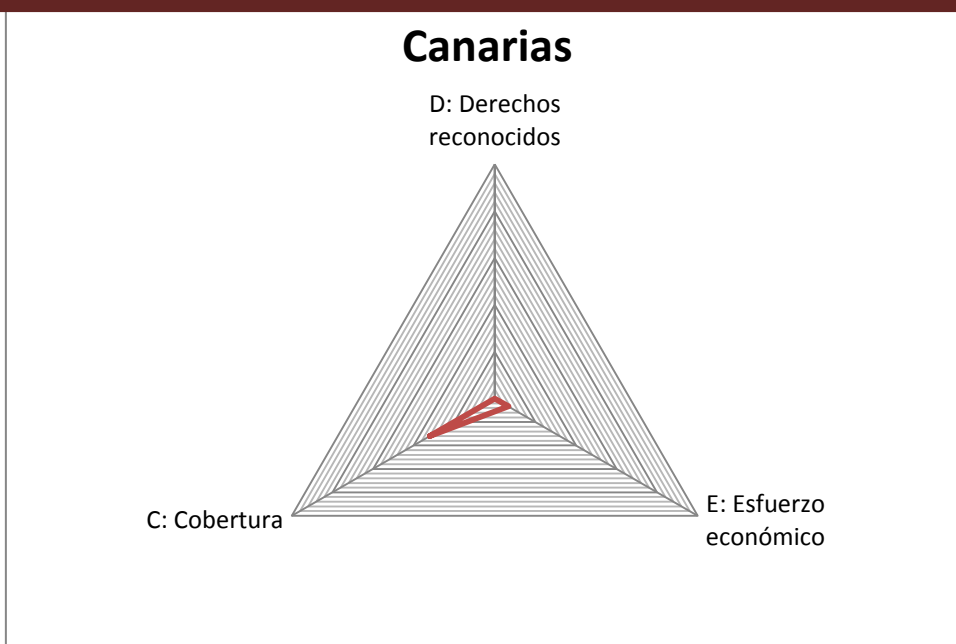 Canarias
D: Derechos
reconocidos
C: Cobertura
E: Esfuerzo
económico